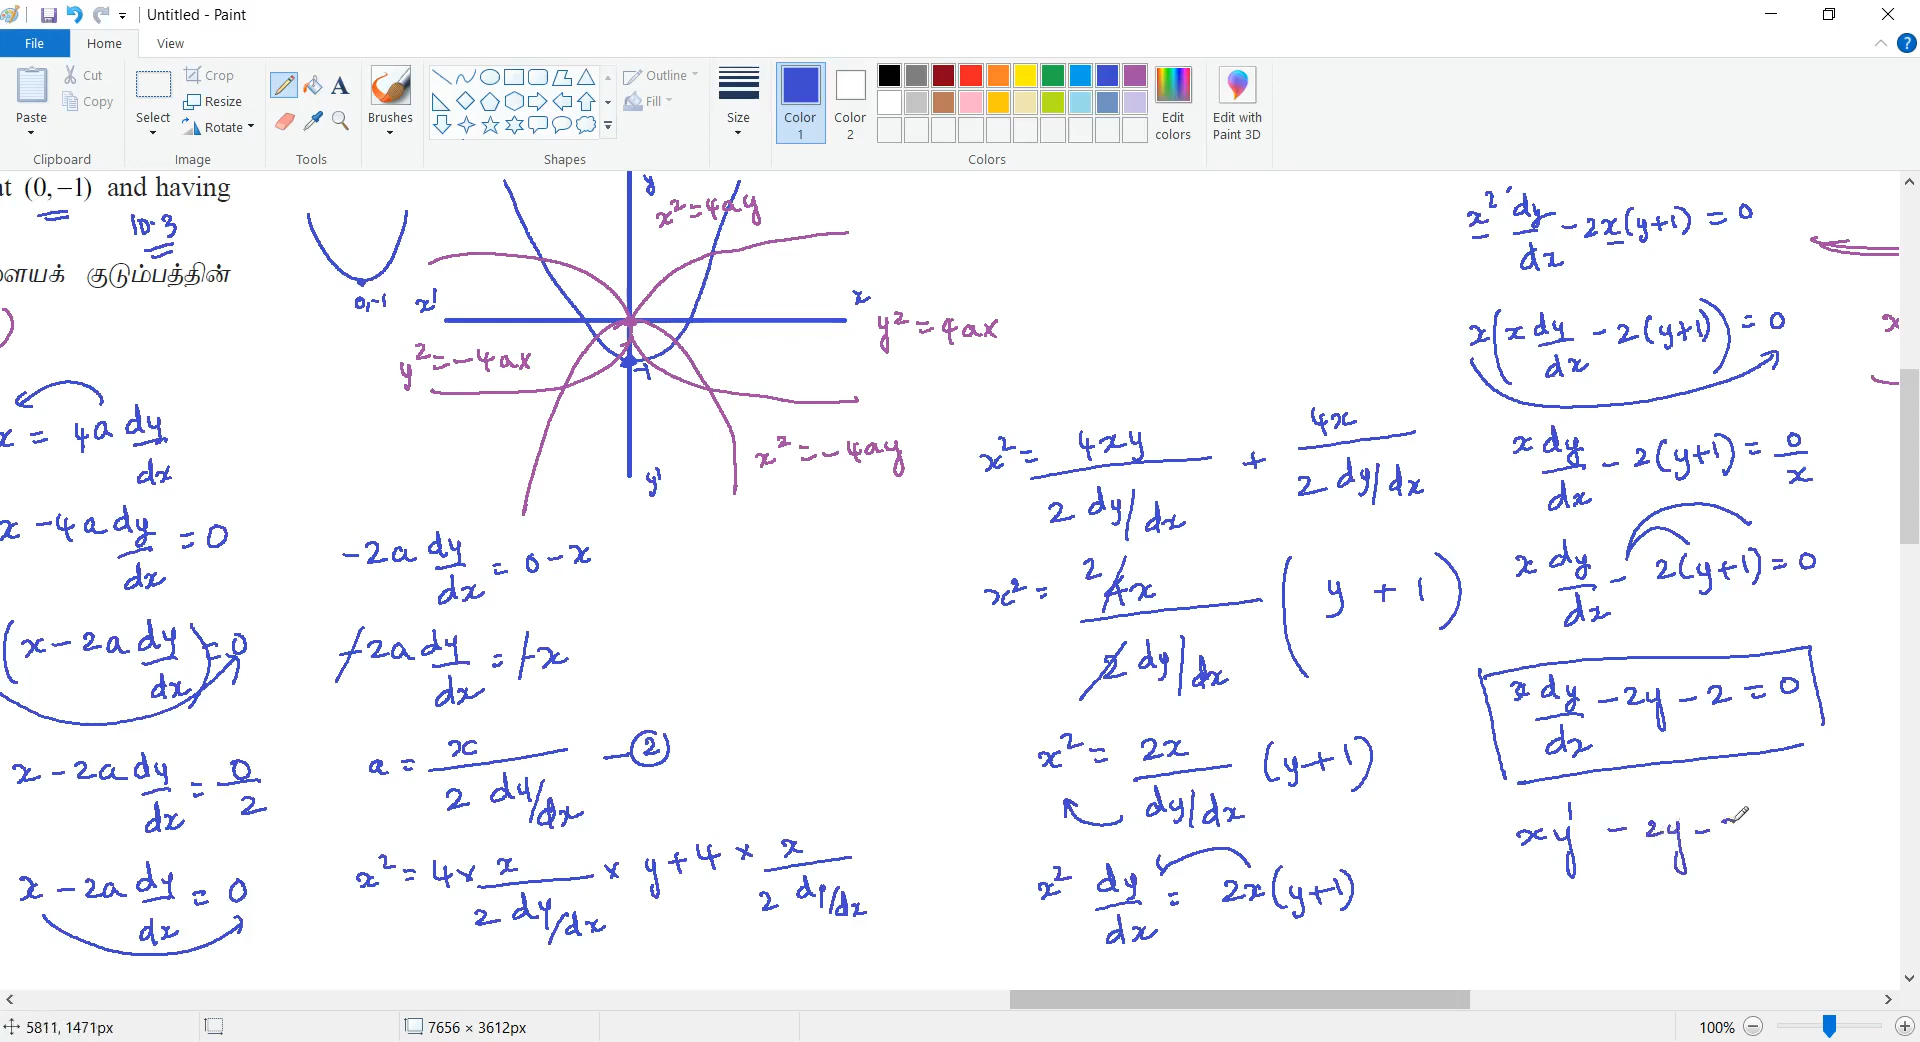 Untitled - Paint
File Home View
Paste Cut Copy Select Crop Resize Rotate Brushes Outline Fill Size Color 1 Color 2 Edit colors Edit with Paint 3D
Clipboard Image Tools Shapes Colors
at (0, −1) and having
10.3
ளையக் குடும்பத்தின்
0,-1
x' x y y' -1
x² = 4ay
y² = 4ax
y² = -4ax
x² = -4ay
x = 4a dy/dx
x - 4a dy/dx = 0
(x - 2a dy/dx) = 0
x - 2a dy/dx = 0/2
x - 2a dy/dx = 0
-2a dy/dx = 0 - x
-2a dy/dx = -x
a = x / 2 dy/dx — ②
x² = 4 × x / 2 dy/dx × y + 4 × x / 2 dy/dx
x² = 4xy / 2 dy/dx + 4x / 2 dy/dx
x² = 2 4x / 2 dy/dx (y + 1)
x² = 2x / dy/dx (y+1)
x² dy/dx = 2x(y+1)
x² dy/dx - 2x(y+1) = 0
x(x dy/dx - 2(y+1)) = 0
x dy/dx - 2(y+1) = 0/x
x dy/dx - 2(y+1) = 0
x dy/dx - 2y - 2 = 0
xy' - 2y -
5811, 1471px 7656 × 3612px 100%